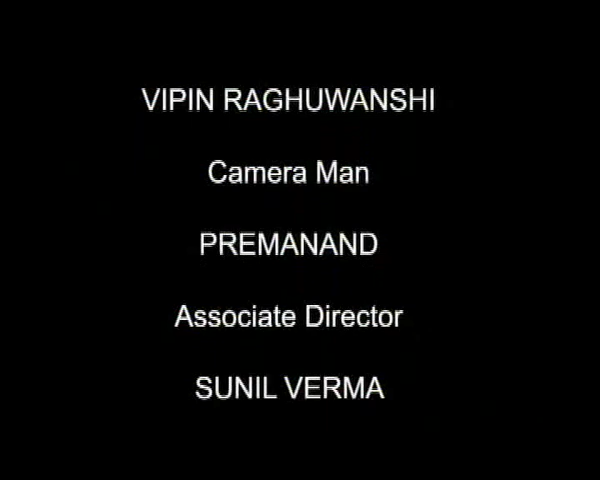 VIPIN RAGHUWANSHI
Camera Man
PREMANAND
Associate Director
SUNIL VERMA